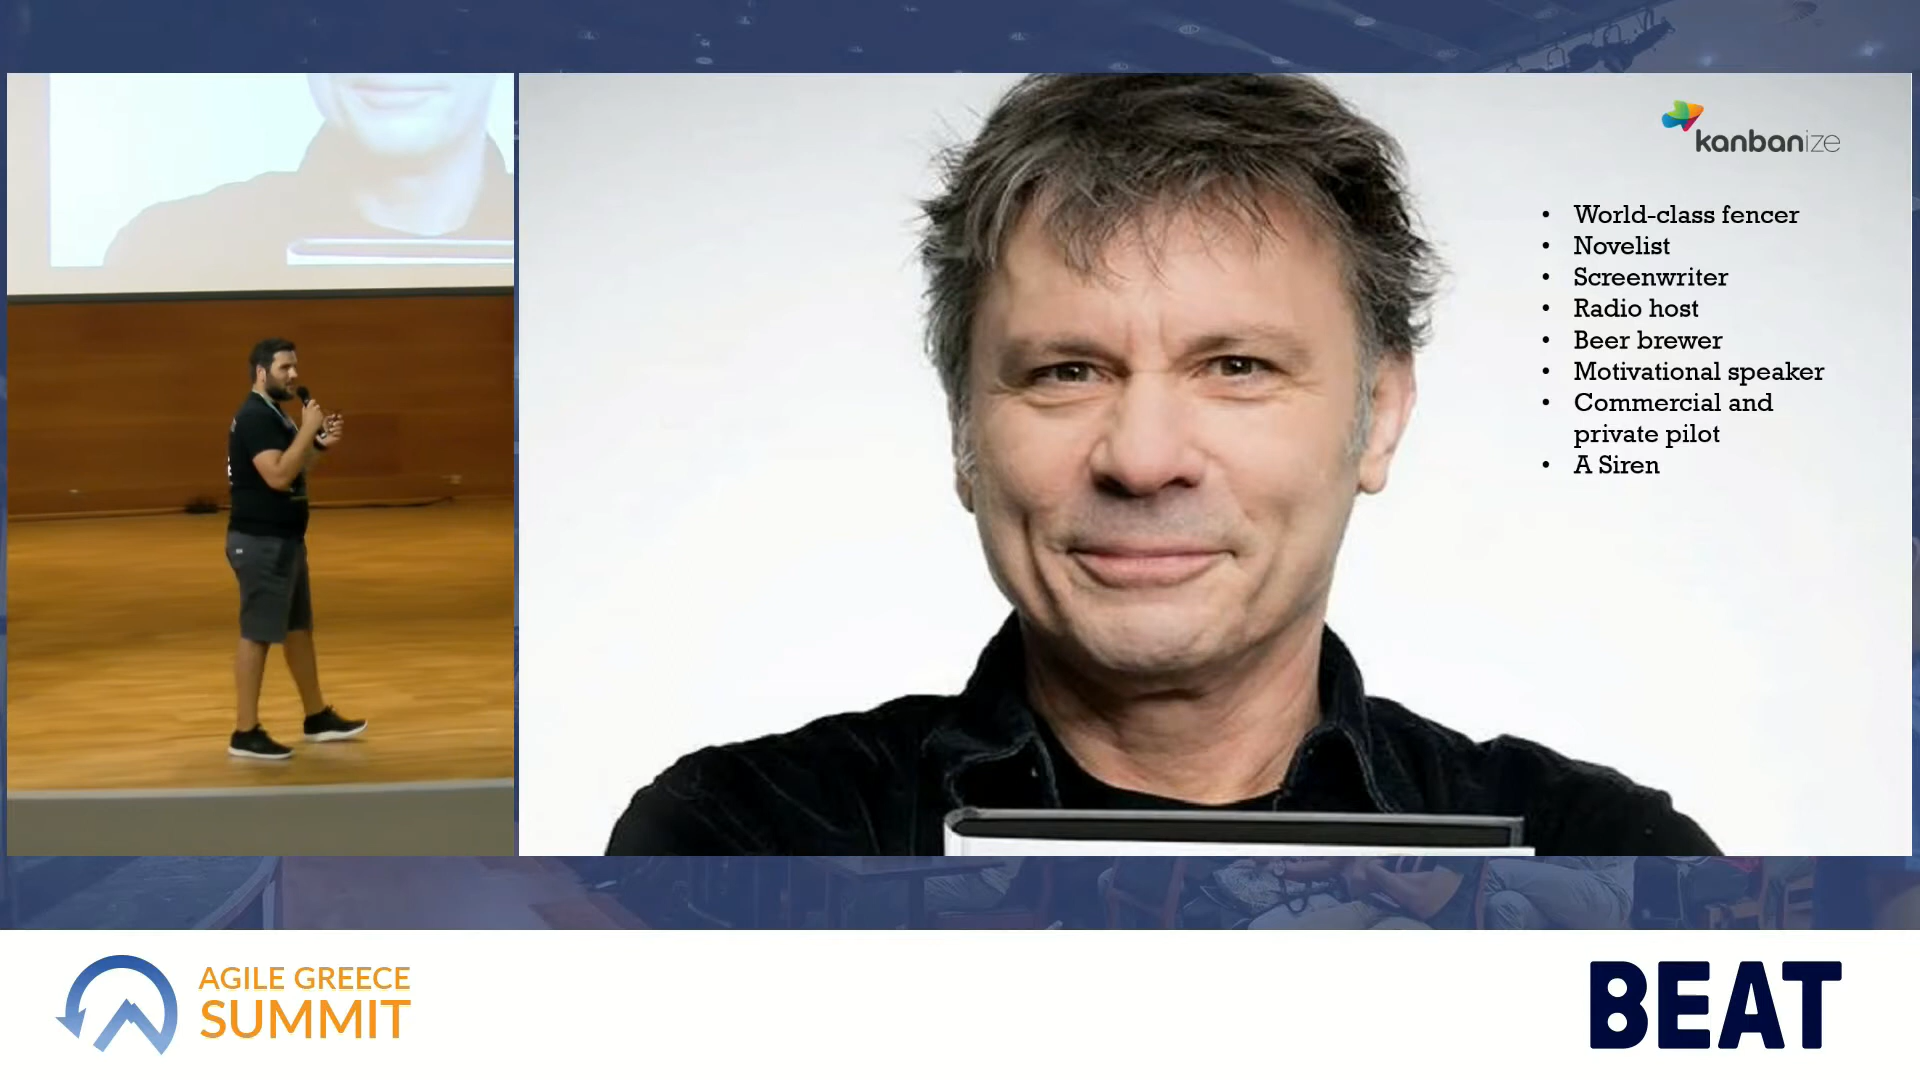 kanbanize
• World-class fencer
• Novelist
• Screenwriter
• Radio host
• Beer brewer
• Motivational speaker
• Commercial and
private pilot
• A Siren
AGILE GREECE
SUMMIT
BEAT